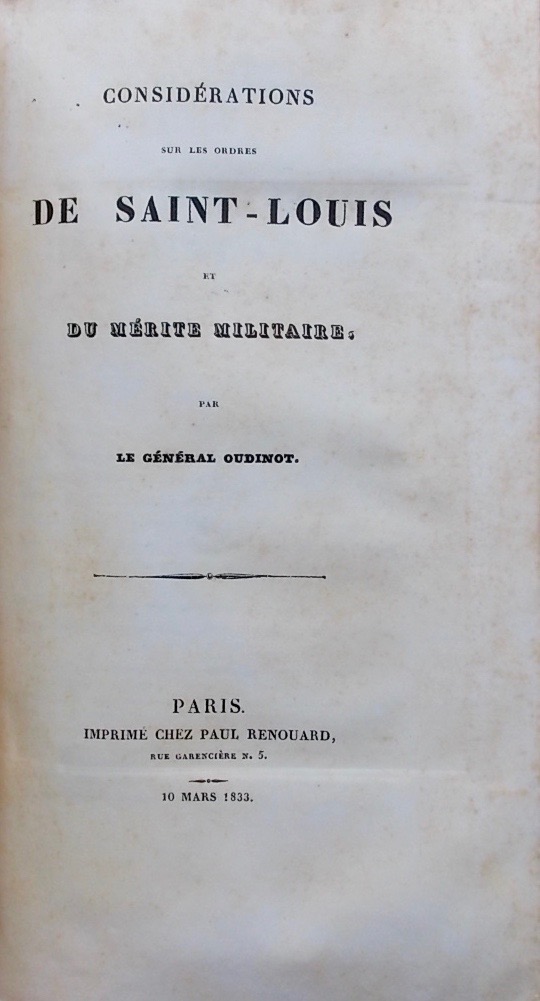 CONSIDÉRATIONS
SUR LES ORDRES
DE SAINT-LOUIS
ET
DU MÉRITE MILITAIRE,
PAR
LE GÉNÉRAL OUDINOT.
PARIS.
IMPRIMÉ CHEZ PAUL RENOUARD,
RUE GARENCIÈRE N. 5.
10 MARS 1833.